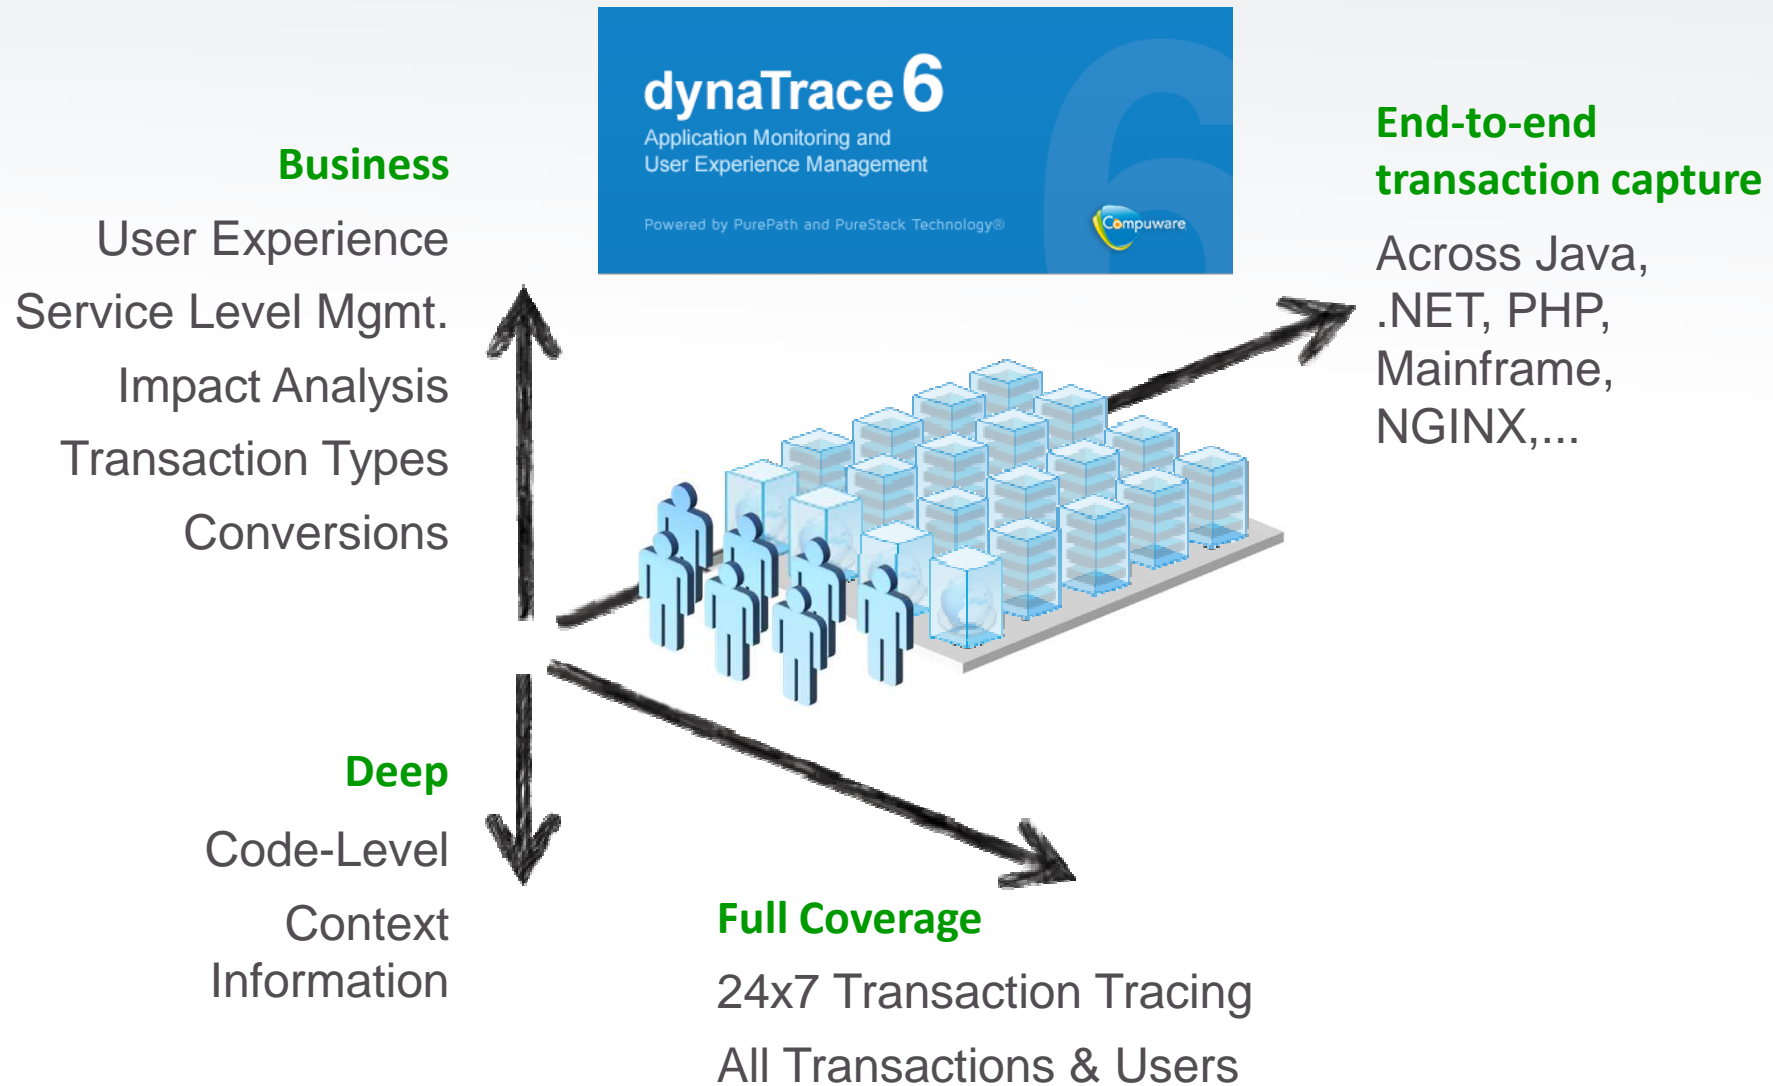 dynaTrace 6
Application Monitoring and
User Experience Management
Powered by PurePath and PureStack Technology®
Compuware
Business
User Experience
Service Level Mgmt.
Impact Analysis
Transaction Types
Conversions
End-to-end
transaction capture
Across Java,
.NET, PHP,
Mainframe,
NGINX,...
Deep
Code-Level
Context
Information
Full Coverage
24x7 Transaction Tracing
All Transactions & Users